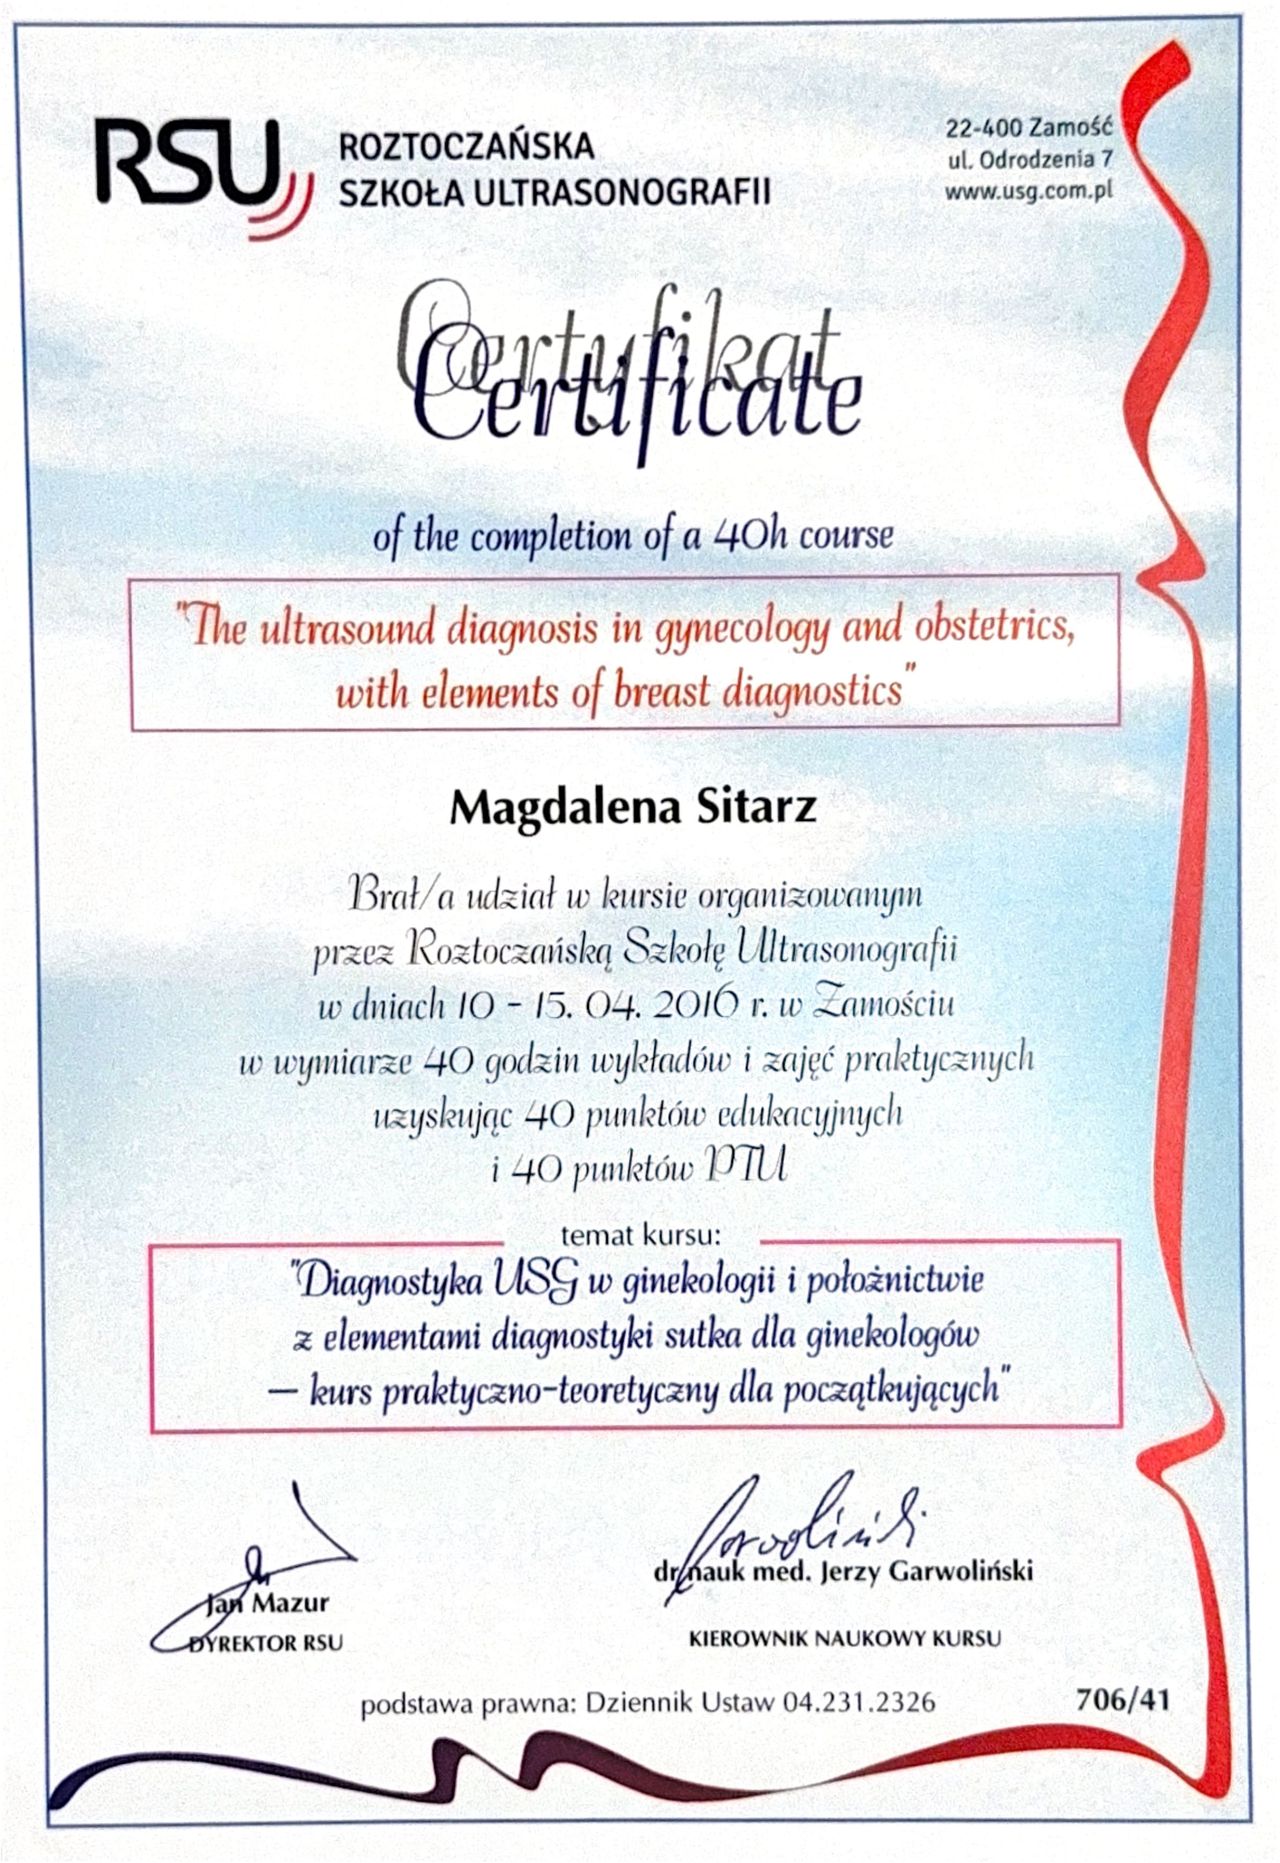 RSU
ROZTOCZAŃSKA
SZKOŁA ULTRASONOGRAFII
22-400 Zamość
ul. Odrodzenia 7
www.usg.com.pl
Certyfikat
Certificate
of the completion of a 40h course
"The ultrasound diagnosis in gynecology and obstetrics,
with elements of breast diagnostics"
Magdalena Sitarz
Brał/a udział w kursie organizowanym
przez Roztoczańską Szkołę Ultrasonografii
w dniach 10 - 15. 04. 2016 r. w Zamościu
w wymiarze 40 godzin wykładów i zajęć praktycznych
uzyskując 40 punktów edukacyjnych
i 40 punktów PTU
temat kursu:
"Diagnostyka USG w ginekologii i położnictwie
z elementami diagnostyki sutka dla ginekologów
— kurs praktyczno-teoretyczny dla początkujących"
Jan Mazur
DYREKTOR RSU
dr nauk med. Jerzy Garwoliński
KIEROWNIK NAUKOWY KURSU
podstawa prawna: Dziennik Ustaw 04.231.2326
706/41